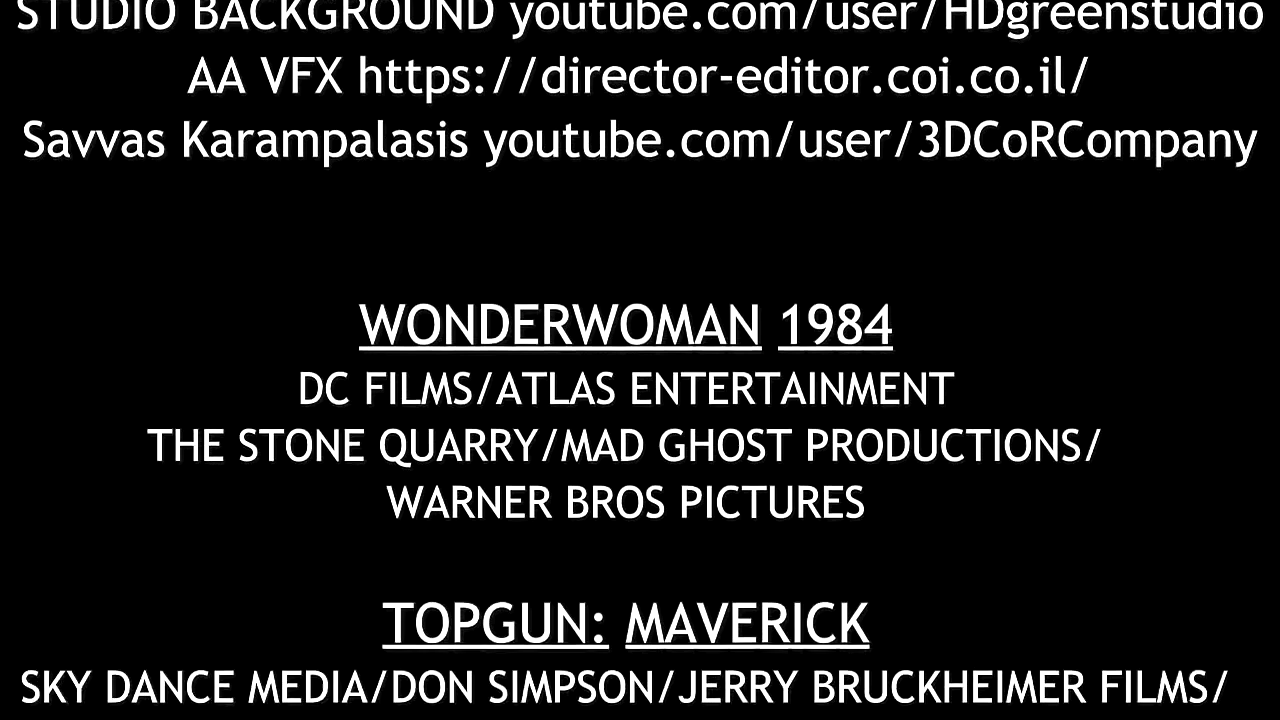 STUDIO BACKGROUND youtube.com/user/HDgreenstudio
AA VFX https://director-editor.coi.co.il/
Savvas Karampalasis youtube.com/user/3DCoRCompany
WONDERWOMAN 1984
DC FILMS/ATLAS ENTERTAINMENT
THE STONE QUARRY/MAD GHOST PRODUCTIONS/
WARNER BROS PICTURES
TOPGUN: MAVERICK
SKY DANCE MEDIA/DON SIMPSON/JERRY BRUCKHEIMER FILMS/